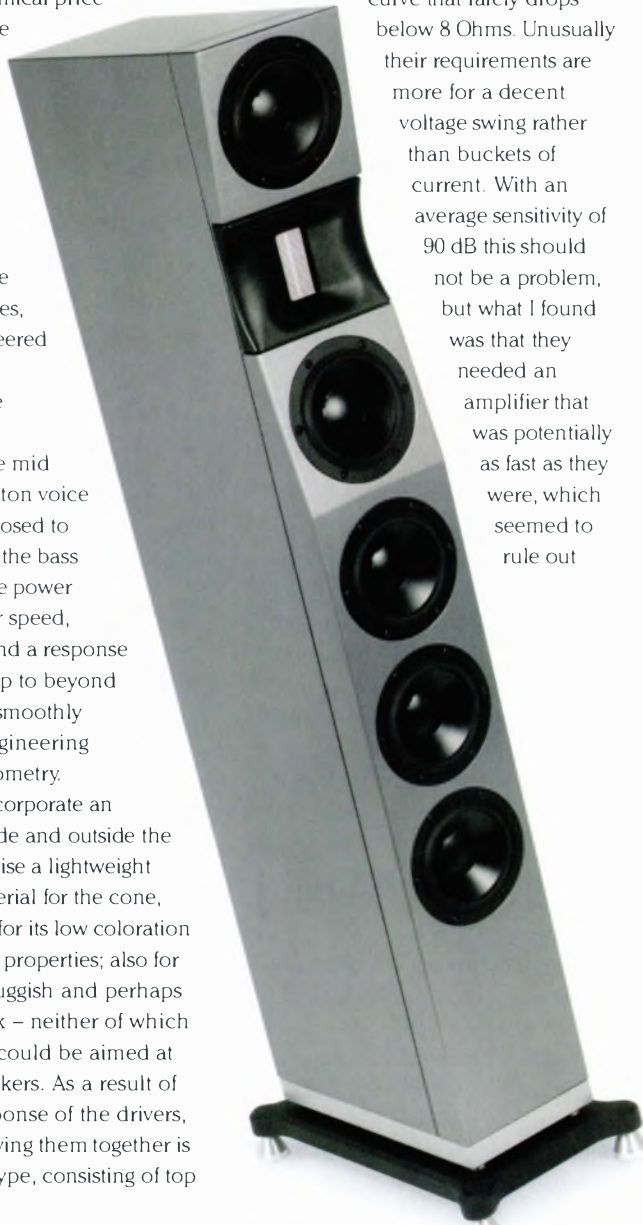 mical price
e
e
es,
eered
e
e mid
ton voice
osed to
the bass
e power
r speed,
nd a response
p to beyond
smoothly
gineering
ometry.
corporate an
de and outside the
ise a lightweight
erial for the cone,
for its low coloration
properties; also for
uggish and perhaps
k – neither of which
could be aimed at
kers. As a result of
ponse of the drivers,
ving them together is
ype, consisting of top
curve that rarely drops
below 8 Ohms. Unusually
their requirements are
more for a decent
voltage swing rather
than buckets of
current. With an
average sensitivity of
90 dB this should
not be a problem,
but what I found
was that they
needed an
amplifier that
was potentially
as fast as they
were, which
seemed to
rule out